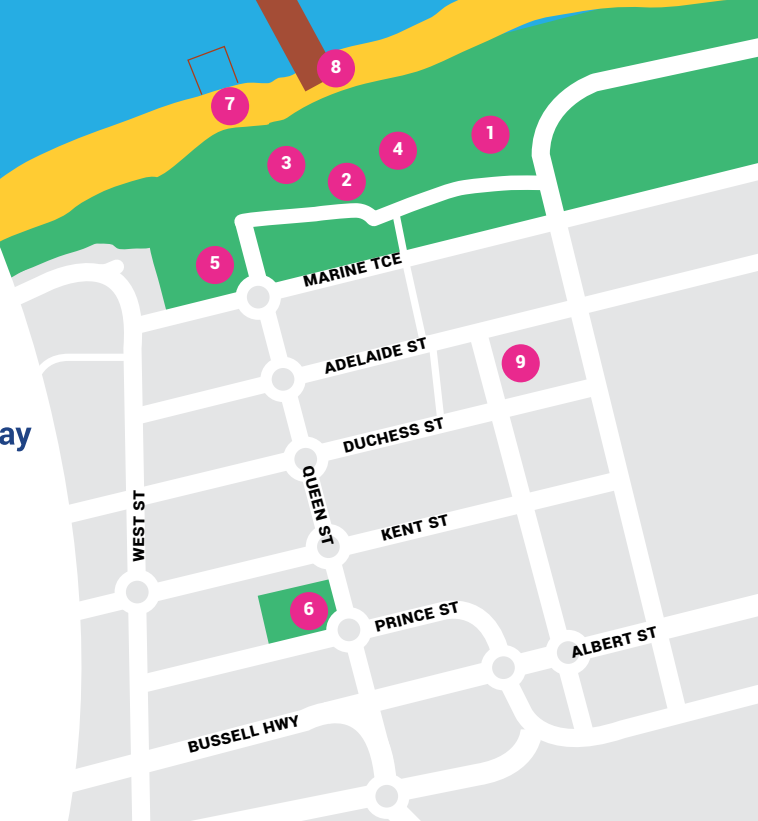 8
7
1
4
3
2
5
MARINE TCE
ADELAIDE ST
9
ay
DUCHESS ST
QUEEN ST
WEST ST
KENT ST
6
PRINCE ST
ALBERT ST
BUSSELL HWY